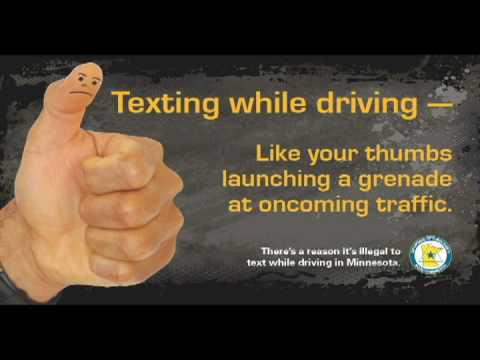 Texting while driving —
Like your thumbs
launching a grenade
at oncoming traffic.
There's a reason it's illegal to
text while driving in Minnesota.